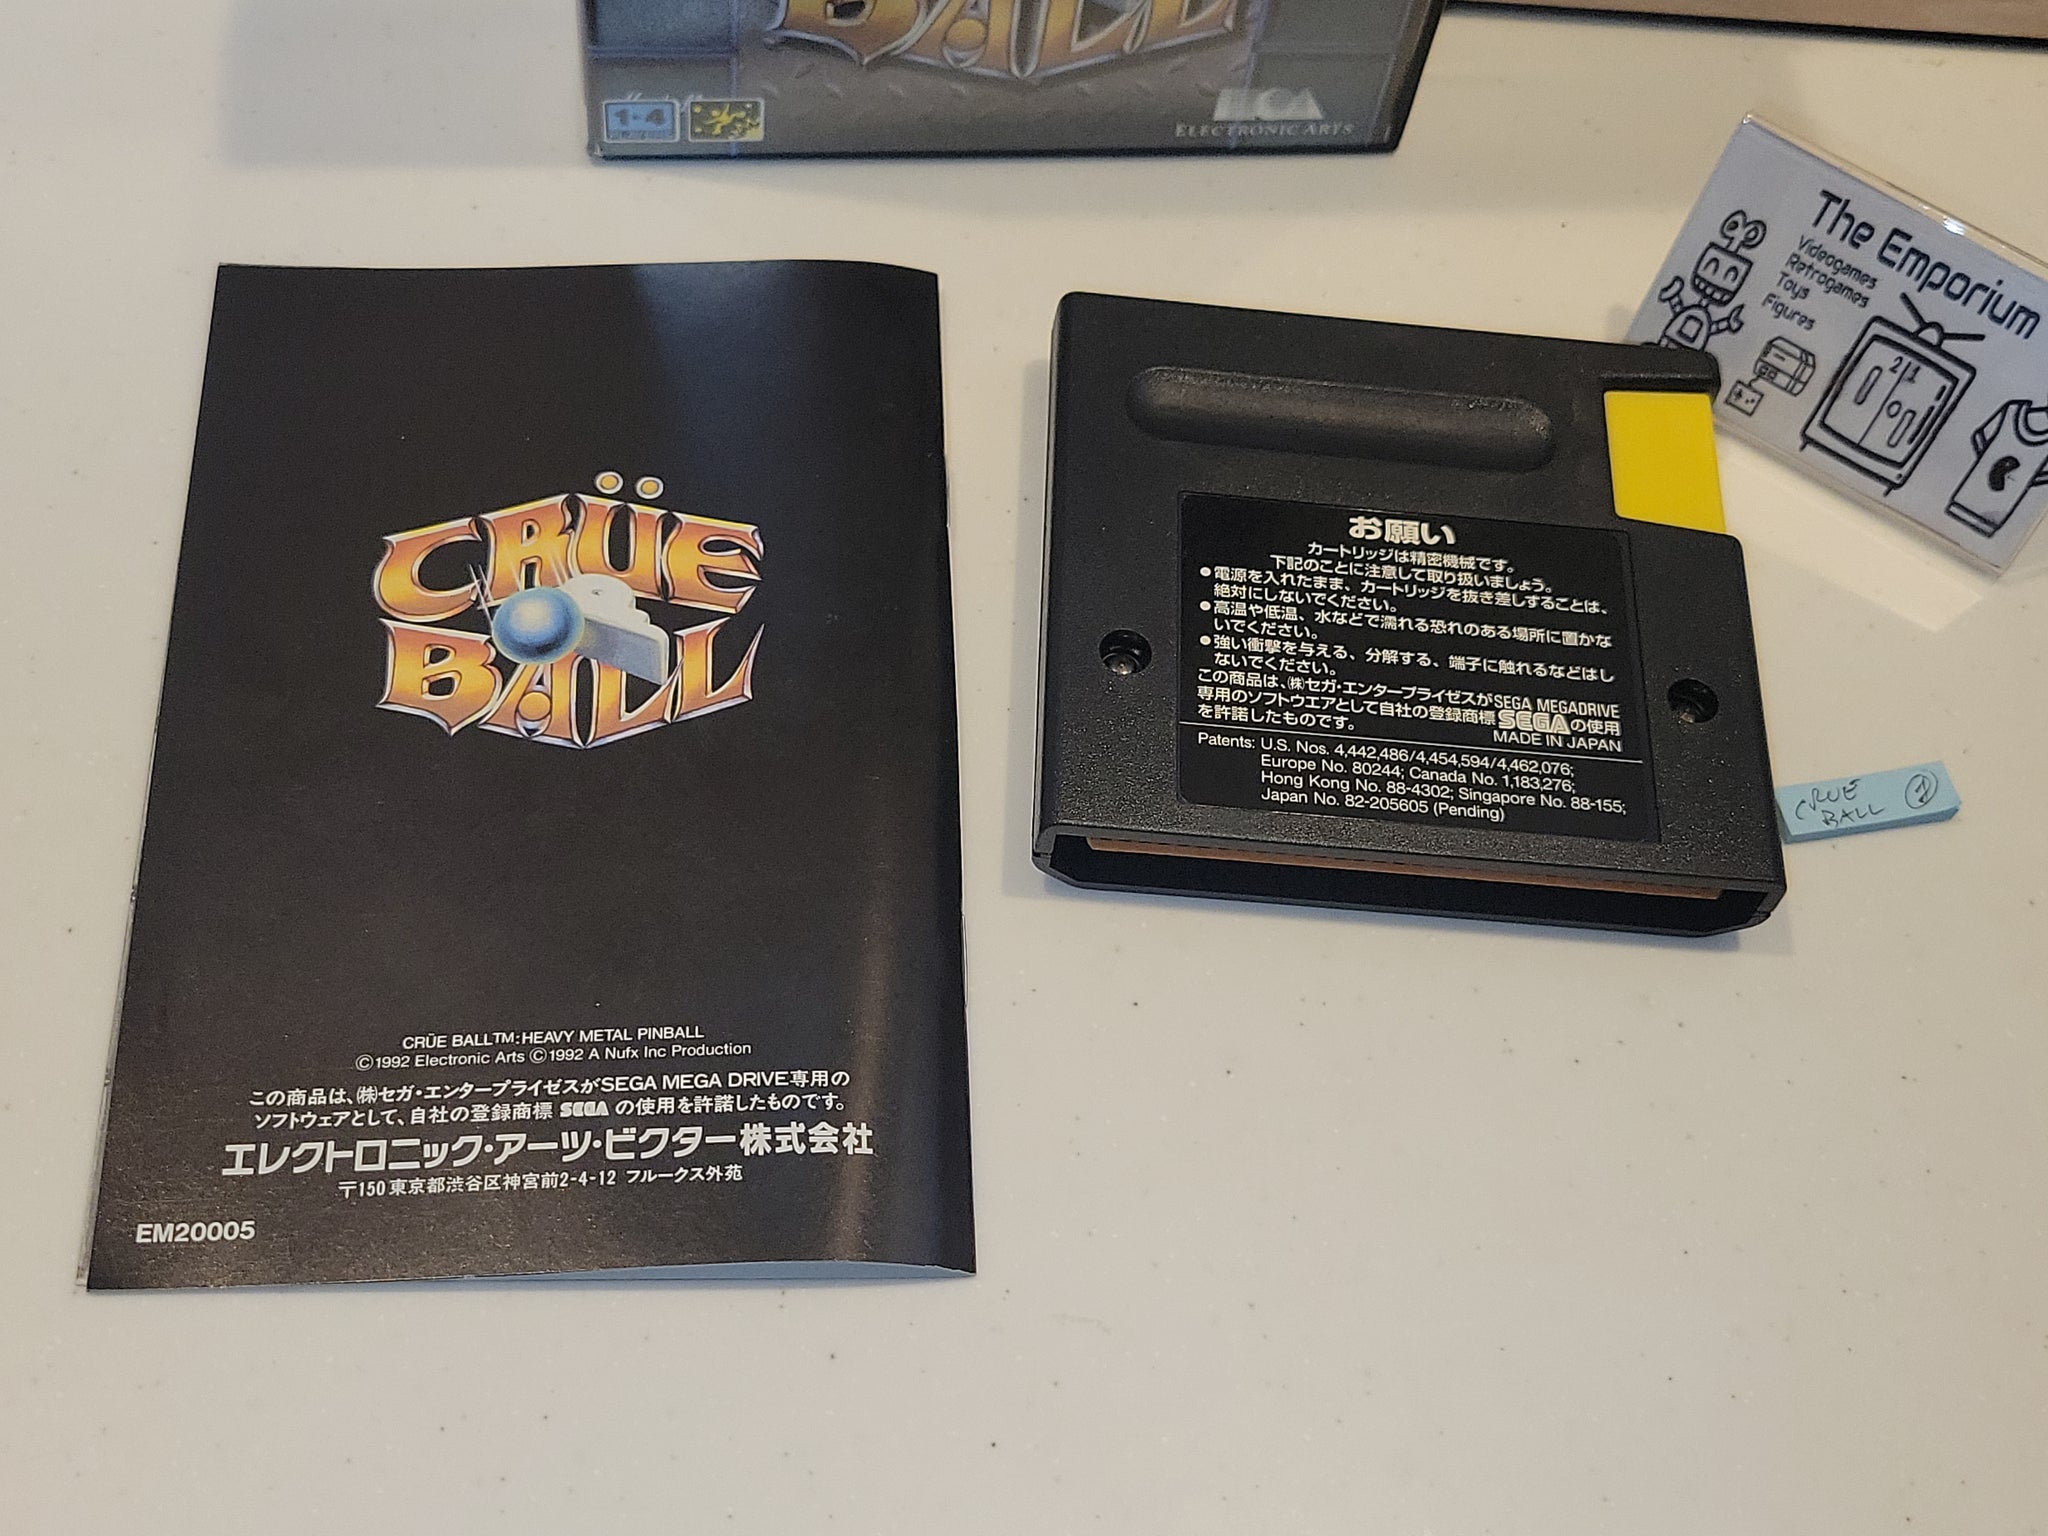 BALL
1-4
ELECTRONIC ARTS
The Emporium
Videogames
Retrogames
Toys
Figures
21
CRÜE
BALL
CRÜE BALL™:HEAVY METAL PINBALL
©1992 Electronic Arts ©1992 A Nufx Inc Production
この商品は、㈱セガ・エンタープライゼスがSEGA MEGA DRIVE専用の
ソフトウェアとして、自社の登録商標 SEGA の使用を許諾したものです。
エレクトロニック・アーツ・ビクター株式会社
〒150 東京都渋谷区神宮前2-4-12 フルークス外苑
EM20005
お願い
カートリッジは精密機械です。
下記のことに注意して取り扱いましょう。
●電源を入れたまま、カートリッジを抜き差しすることは、
絶対にしないでください。
●高温や低温、水などで濡れる恐れのある場所に置かな
いでください。
●強い衝撃を与える、分解する、端子に触れるなどはし
ないでください。
この商品は、㈱セガ・エンタープライゼスがSEGA MEGADRIVE
専用のソフトウエアとして自社の登録商標 SEGA の使用
を許諾したものです。
MADE IN JAPAN
Patents: U.S. Nos. 4,442,486/4,454,594/4,462,076;
Europe No. 80244; Canada No. 1,183,276;
Hong Kong No. 88-4302; Singapore No. 88-155;
Japan No. 82-205605 (Pending)
CRUE
BALL